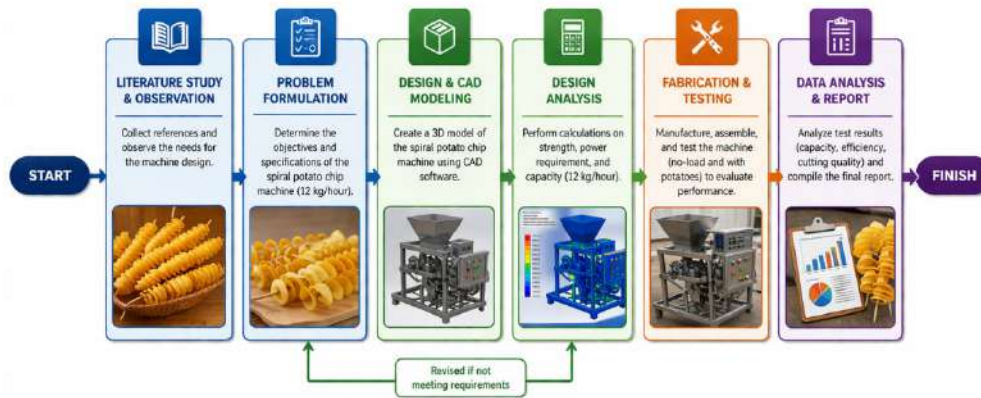 START
LITERATURE STUDY
& OBSERVATION
Collect references and
observe the needs for
the machine design.
PROBLEM
FORMULATION
Determine the
objectives and
specifications of the
spiral potato chip
machine (12 kg/hour).
DESIGN & CAD
MODELING
Create a 3D model of
the spiral potato chip
machine using CAD
software.
DESIGN
ANALYSIS
Perform calculations on
strength, power
requirement, and
capacity (12 kg/hour).
FABRICATION &
TESTING
Manufacture, assemble,
and test the machine
(no-load and with
potatoes) to evaluate
performance.
DATA ANALYSIS
& REPORT
Analyze test results
(capacity, efficiency,
cutting quality) and
compile the final report.
FINISH
Revised if not
meeting requirements